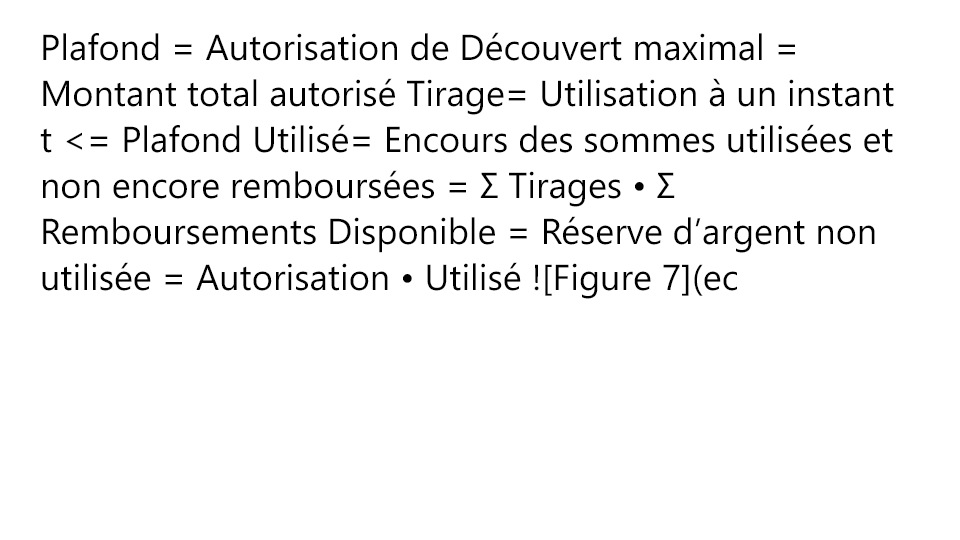 Plafond = Autorisation de Découvert maximal =
Montant total autorisé Tirage= Utilisation à un instant
t <= Plafond Utilisé= Encours des sommes utilisées et
non encore remboursées = Σ Tirages • Σ
Remboursements Disponible = Réserve d’argent non
utilisée = Autorisation • Utilisé ![Figure 7](ec